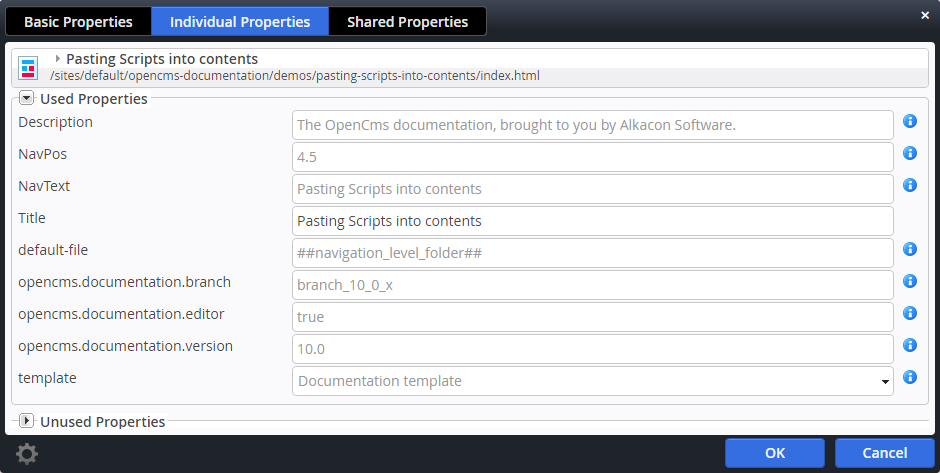 Basic Properties Individual Properties Shared Properties ×
Pasting Scripts into contents
/sites/default/opencms-documentation/demos/pasting-scripts-into-contents/index.html
Used Properties
Description The OpenCms documentation, brought to you by Alkacon Software.
NavPos 4.5
NavText Pasting Scripts into contents
Title Pasting Scripts into contents
default-file ##navigation_level_folder##
opencms.documentation.branch branch_10_0_x
opencms.documentation.editor true
opencms.documentation.version 10.0
template Documentation template
Unused Properties
OK Cancel